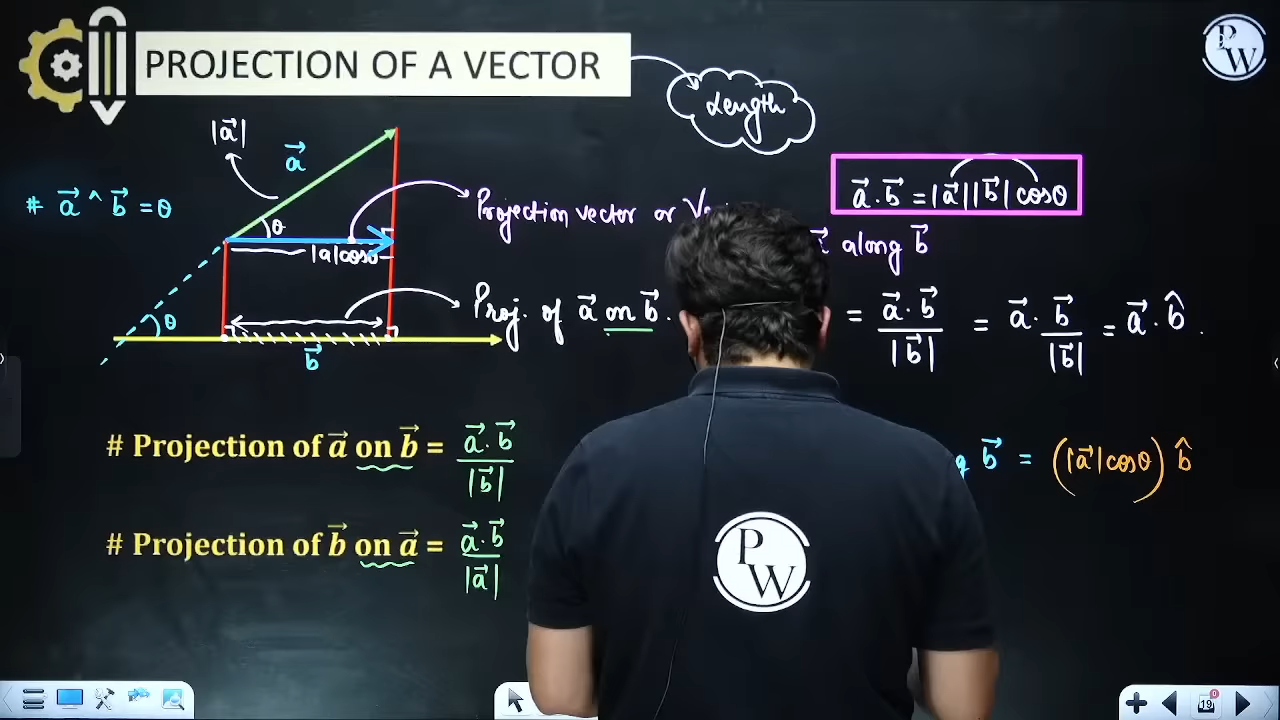 PROJECTION OF A VECTOR
PW
Length
|a⃗|
a⃗
# a⃗ ^ b⃗ = θ
θ
|a|cosθ
Projection vector or
a⃗ along b⃗
a⃗·b⃗ = |a⃗||b⃗|cosθ
Proj. of a⃗ on b⃗.
= a⃗·b⃗/|b⃗| = a⃗·b⃗/|b⃗| = a⃗·b̂.
θ
b⃗
# Projection of a⃗ on b⃗ = a⃗·b⃗/|b⃗|
b⃗ = (|a⃗|cosθ) b̂
# Projection of b⃗ on a⃗ = a⃗·b⃗/|a⃗|
PW
19